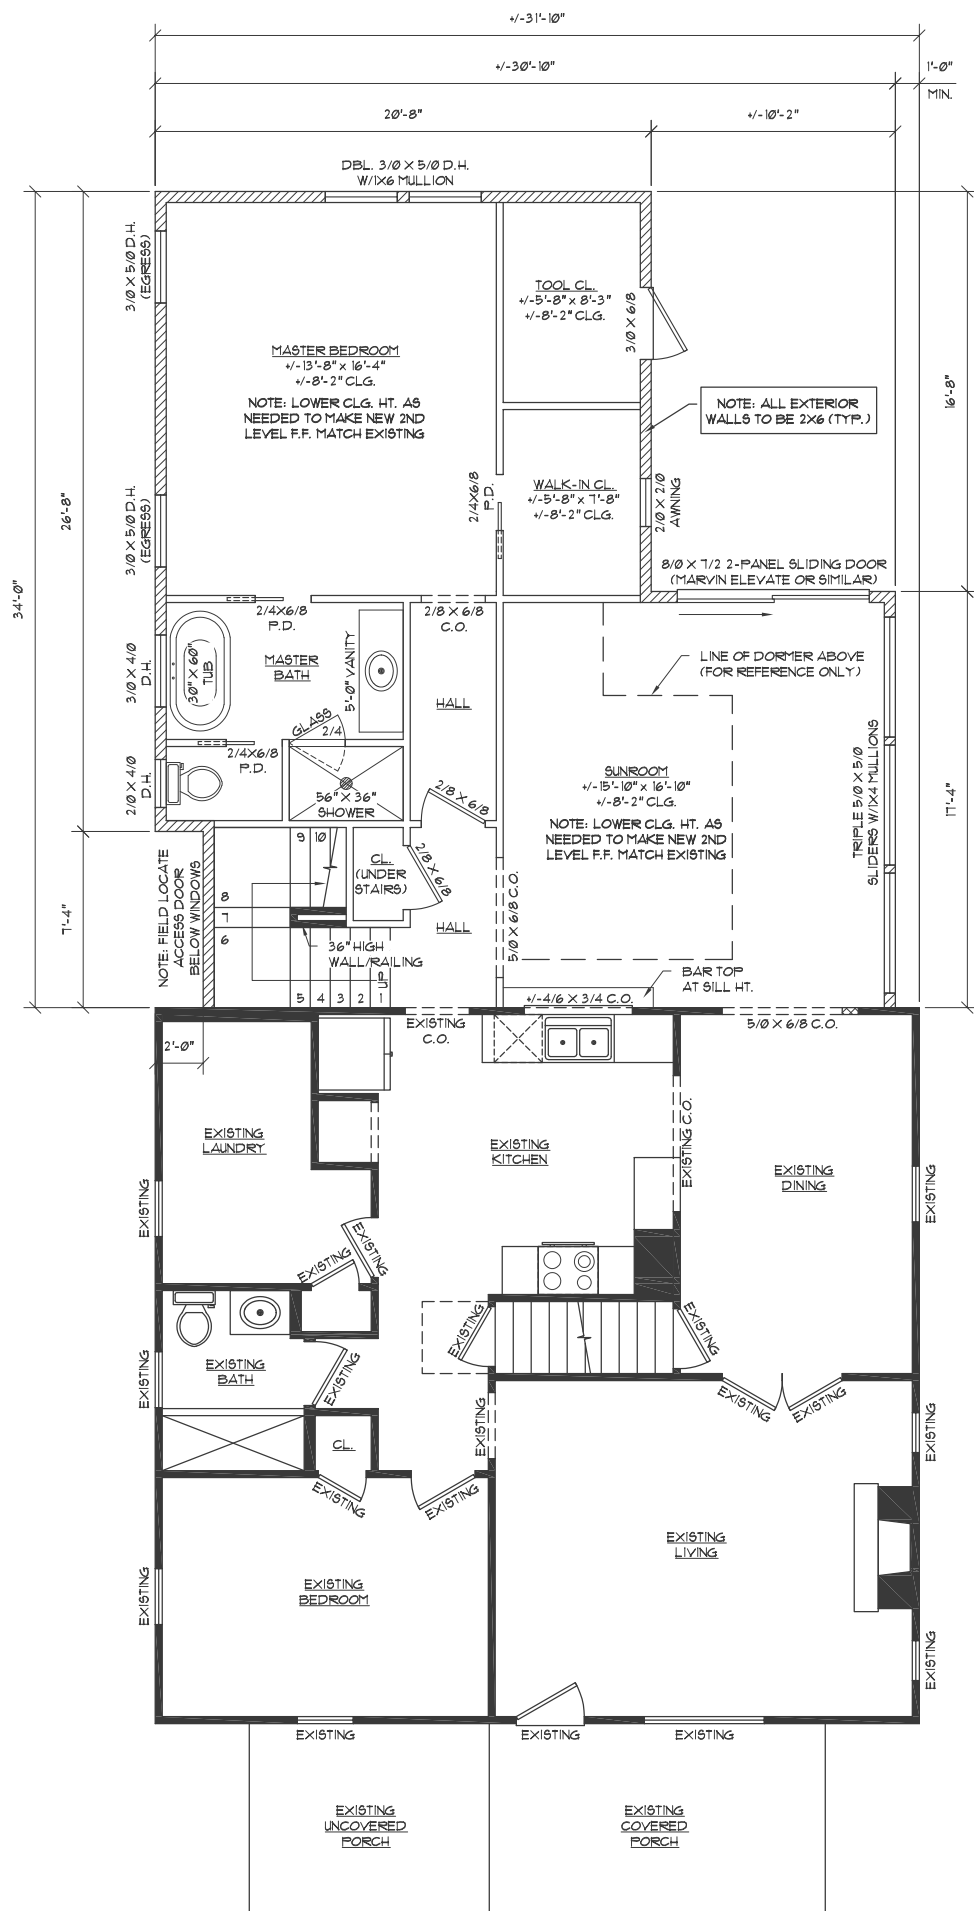 +/-31'-10"
+/-30'-10"
1'-0"
MIN.
20'-8"
+/-10'-2"
DBL. 3/0 X 5/0 D.H.
W/1X6 MULLION
3/0 X 5/0 D.H.
(EGRESS)
TOOL CL.
+/-5'-8" x 8'-3"
+/-8'-2" CLG.
3/0 X 6/8
MASTER BEDROOM
+/-13'-8" x 16'-4"
+/-8'-2" CLG.
NOTE: LOWER CLG. HT. AS
NEEDED TO MAKE NEW 2ND
LEVEL F.F. MATCH EXISTING
NOTE: ALL EXTERIOR
WALLS TO BE 2X6 (TYP.)
16'-8"
26'-8"
34'-0"
3/0 X 5/0 D.H.
(EGRESS)
2/4X6/8
P.D.
WALK-IN CL.
+/-5'-8" x 7'-8"
+/-8'-2" CLG.
2/0 X 2/0
AWNING
8/0 X 7/2 2-PANEL SLIDING DOOR
(MARVIN ELEVATE OR SIMILAR)
2/4X6/8
P.D.
2/8 X 6/8
C.O.
3/0 X 4/0
D.H.
30" X 60"
TUB
MASTER
BATH
5'-0" VANITY
LINE OF DORMER ABOVE
(FOR REFERENCE ONLY)
HALL
GLASS
2/4
2/4X6/8
P.D.
2/0 X 4/0
D.H.
56" X 36"
SHOWER
2/8 X 6/8
SUNROOM
+/-15'-10" x 16'-10"
+/-8'-2" CLG.
NOTE: LOWER CLG. HT. AS
NEEDED TO MAKE NEW 2ND
LEVEL F.F. MATCH EXISTING
TRIPLE 5/0 X 5/0
SLIDERS W/1X4 MULLIONS
17'-4"
7'-4"
NOTE: FIELD LOCATE
ACCESS DOOR
BELOW WINDOWS
9 10
8
7
6
CL.
(UNDER
STAIRS)
2/8 X 6/8
HALL
5/0 X 6/8 C.O.
36" HIGH
WALL/RAILING
UP
5 4 3 2 1
BAR TOP
AT SILL HT.
+/-4/6 X 3/4 C.O.
EXISTING
C.O.
5/0 X 6/8 C.O.
2'-0"
EXISTING
LAUNDRY
EXISTING
KITCHEN
EXISTING C.O.
EXISTING
DINING
EXISTING
EXISTING
EXISTING
EXISTING
EXISTING
EXISTING
EXISTING
EXISTING
BATH
EXISTING
EXISTING
EXISTING
EXISTING
EXISTING
EXISTING
CL.
EXISTING
EXISTING
EXISTING
LIVING
EXISTING
EXISTING
BEDROOM
EXISTING
EXISTING
EXISTING
EXISTING
EXISTING
UNCOVERED
PORCH
EXISTING
COVERED
PORCH